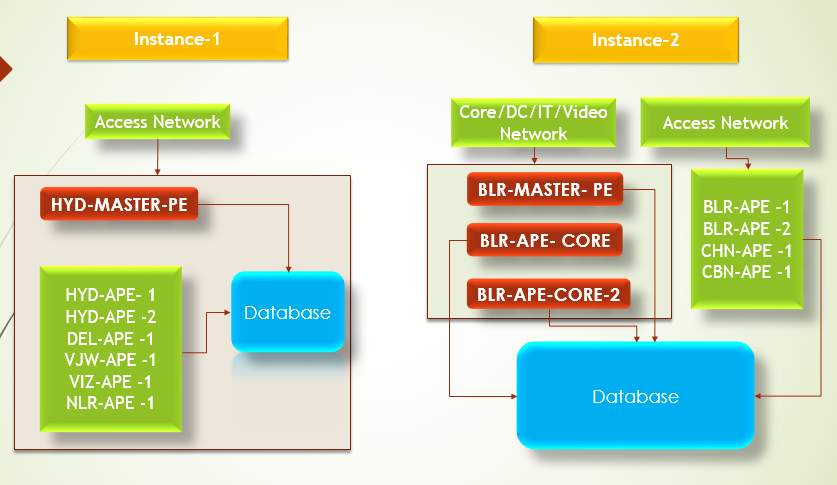 Instance-1
Access Network
HYD-MASTER-PE
HYD-APE- 1
HYD-APE -2
DEL-APE -1
VJW-APE -1
VIZ-APE -1
NLR-APE -1
Database
Instance-2
Core/DC/IT/Video
Network
Access Network
BLR-MASTER- PE
BLR-APE- CORE
BLR-APE-CORE-2
BLR-APE -1
BLR-APE -2
CHN-APE -1
CBN-APE -1
Database